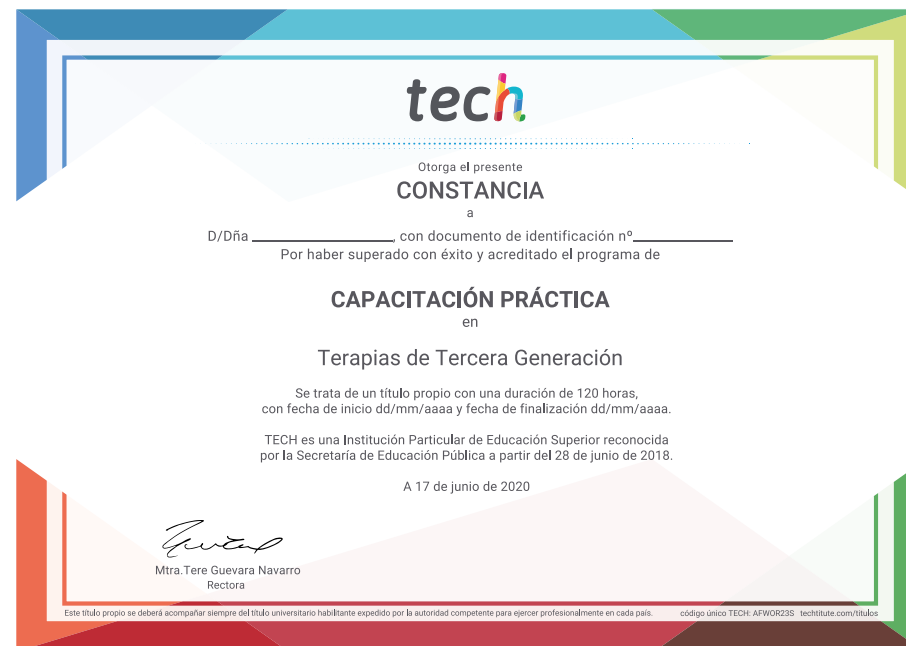 tech
Otorga el presente
CONSTANCIA
a
D/Dña ____________________, con documento de identificación nº______________
Por haber superado con éxito y acreditado el programa de
CAPACITACIÓN PRÁCTICA
en
Terapias de Tercera Generación
Se trata de un título propio con una duración de 120 horas,
con fecha de inicio dd/mm/aaaa y fecha de finalización dd/mm/aaaa.
TECH es una Institución Particular de Educación Superior reconocida
por la Secretaría de Educación Pública a partir del 28 de junio de 2018.
A 17 de junio de 2020
Mtra.Tere Guevara Navarro
Rectora
Este título propio se deberá acompañar siempre del título universitario habilitante expedido por la autoridad competente para ejercer profesionalmente en cada país. código único TECH: AFWOR23S techtitute.com/títulos